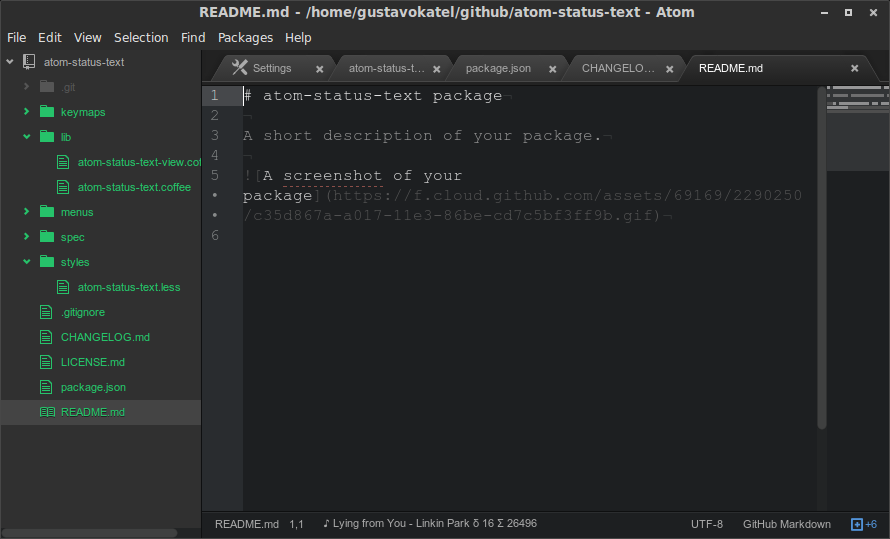 README.md - /home/gustavokatel/github/atom-status-text - Atom
File Edit View Selection Find Packages Help
atom-status-text
.git
keymaps
lib
atom-status-text-view.cof
atom-status-text.coffee
menus
spec
styles
atom-status-text.less
.gitignore
CHANGELOG.md
LICENSE.md
package.json
README.md
Settings atom-status-t... package.json CHANGELO... README.md
1 # atom-status-text package¬
2 ¬
3 A short description of your package.¬
4 ¬
5 ![A screenshot of your
• package](https://f.cloud.github.com/assets/69169/2290250
• /c35d867a-a017-11e3-86be-cd7c5bf3ff9b.gif)¬
6
README.md 1,1 ♪ Lying from You - Linkin Park δ 16 Σ 26496 UTF-8 GitHub Markdown +6